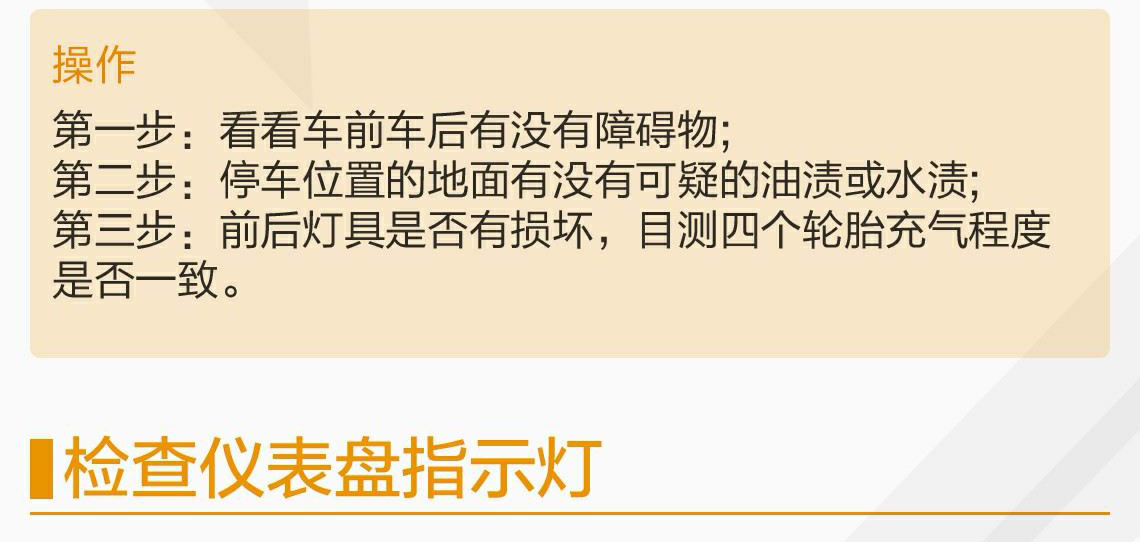 操作
第一步：看看车前车后有没有障碍物;
第二步：停车位置的地面有没有可疑的油渍或水渍;
第三步：前后灯具是否有损坏，目测四个轮胎充气程度
是否一致。
检查仪表盘指示灯